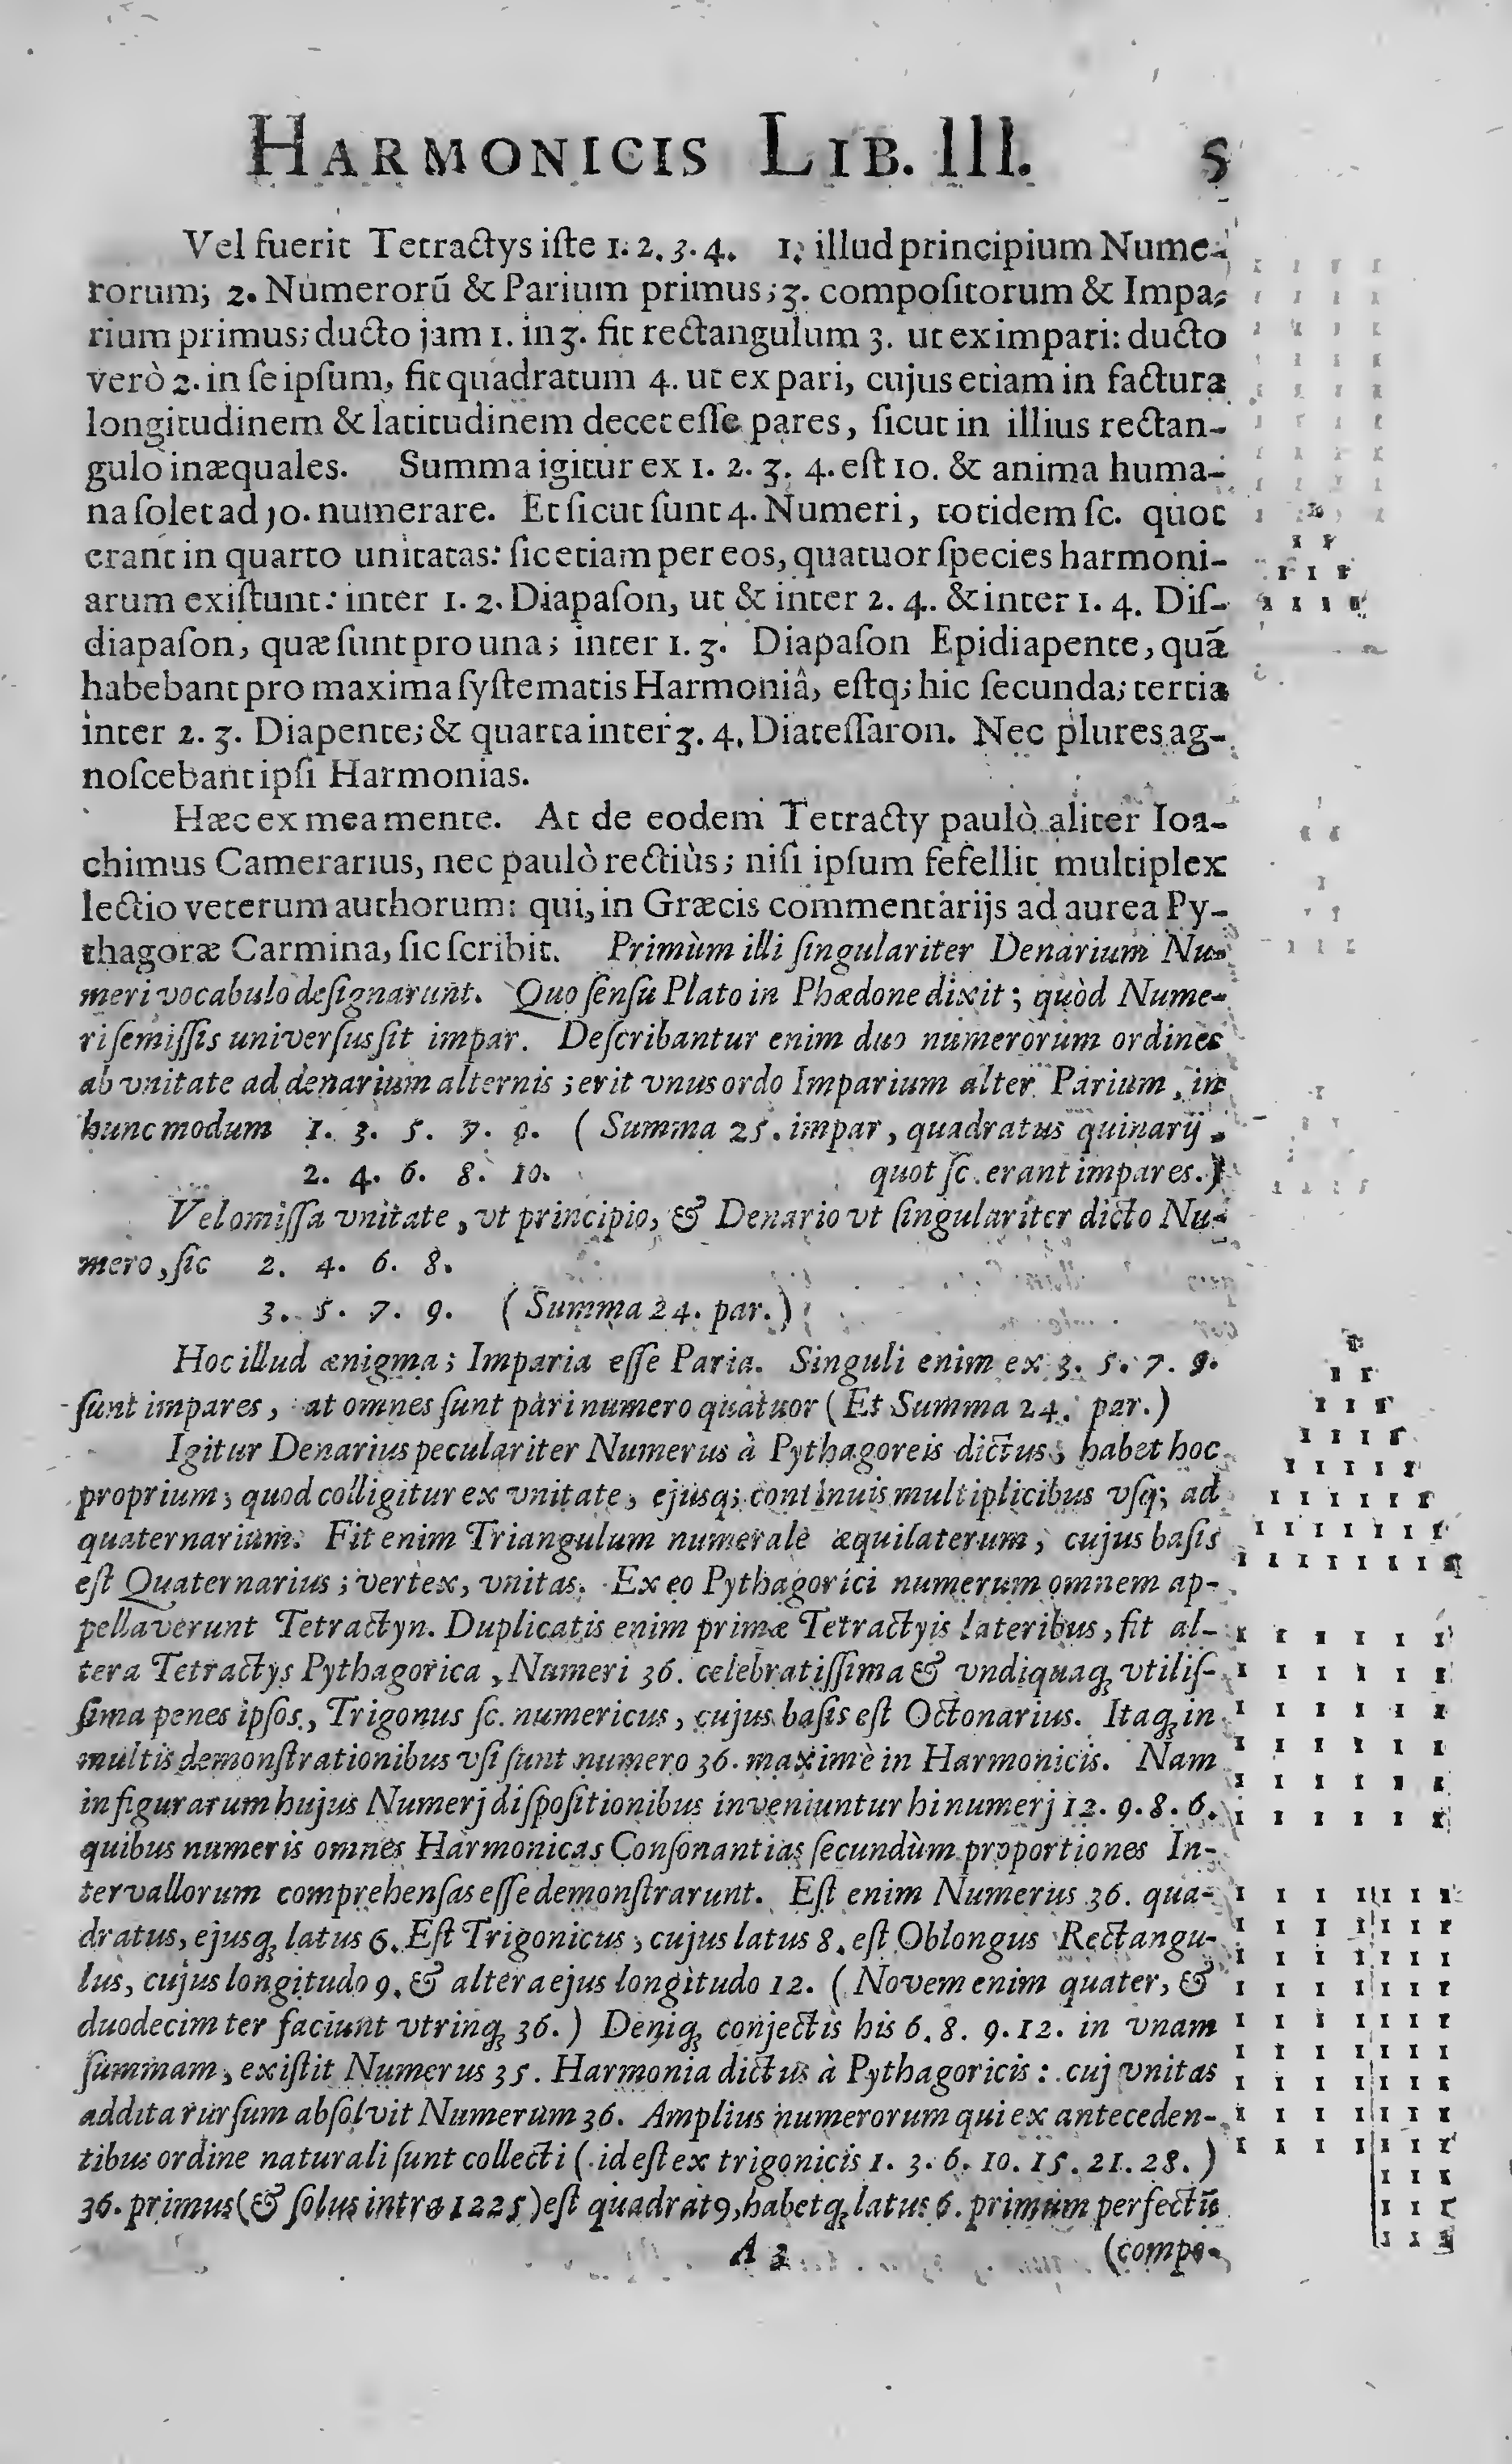 HARMONICIS LIB. III. 5
Vel fuerit Tetractys iſte 1. 2. 3. 4. 1. illud principium Nume-
rorum; 2. Numerorũ & Parium primus; 3. compoſitorum & Impa-
rium primus; ducto jam 1. in 3. fit rectangulum 3. ut ex impari: ducto
verò 2. in ſe ipſum, fit quadratum 4. ut ex pari, cujus etiam in factura
longitudinem & latitudinem decet eſſe pares, ſicut in illius rectan-
gulo inæquales. Summa igitur ex 1. 2. 3. 4. eſt 10. & anima huma-
na ſolet ad 10. numerare. Et ſicut ſunt 4. Numeri, totidem ſc. quot
erant in quarto unitatas: ſic etiam per eos, quatuor ſpecies harmoni-
arum exiſtunt: inter 1. 2. Diapaſon, ut & inter 2. 4. & inter 1. 4. Diſ-
diapaſon, quæ ſunt pro una; inter 1. 3. Diapaſon Epidiapente, quã
habebant pro maxima ſyſtematis Harmoniâ, eſtq; hic ſecunda; tertia
inter 2. 3. Diapente; & quarta inter 3. 4. Diateſſaron. Nec plures ag-
noſcebant ipſi Harmonias.
Hæc ex mea mente. At de eodem Tetracty paulò aliter Ioa-
chimus Camerarius, nec paulò rectiùs; niſi ipſum fefellit multiplex
lectio veterum authorum: qui, in Græcis commentarijs ad aurea Py-
thagoræ Carmina, ſic ſcribit. Primùm illi ſingulariter Denarium Nu-
meri vocabulo deſignarunt. Quo ſenſu Plato in Phædone dixit; quòd Nume-
ri ſemiſſis univerſus ſit impar. Deſcribantur enim duo numerorum ordines
ab vnitate ad denarium alternis; erit vnus ordo Imparium alter Parium, in
hunc modum 1. 3. 5. 7. 9. (Summa 25. impar, quadratus quinarij,
2. 4. 6. 8. 10. quot ſc. erant impares.)
Vel omiſſa vnitate, vt principio, & Denario vt ſingulariter dicto Nu-
mero, ſic 2. 4. 6. 8.
3. 5. 7. 9. (Summa 24. par.)
Hoc illud ænigma; Imparia eſſe Paria. Singuli enim ex 3. 5. 7. 9.
ſunt impares, at omnes ſunt pari numero quatuor (Et Summa 24. par.)
Igitur Denarius peculariter Numerus à Pythagoreis dictus, habet hoc
proprium; quod colligitur ex vnitate, ejusq; continuis multiplicibus vſq; ad
quaternarium. Fit enim Triangulum numerale æquilaterum, cujus baſis
eſt Quaternarius; vertex, vnitas. Ex eo Pythagorici numerum omnem ap-
pellaverunt Tetractyn. Duplicatis enim primæ Tetractyis lateribus, fit al-
tera Tetractys Pythagorica, Numeri 36. celebratiſſima & vndiquaq; vtiliſ-
ſima penes ipſos, Trigonus ſc. numericus, cujus baſis eſt Octonarius. Itaq; in
multis demonſtrationibus vſi ſunt numero 36. maximè in Harmonicis. Nam
in figurarum hujus Numerj diſpoſitionibus inveniuntur hi numerj 12. 9. 8. 6.
quibus numeris omnes Harmonicas Conſonantias ſecundùm proportiones In-
tervallorum comprehenſas eſſe demonſtrarunt. Eſt enim Numerus 36. qua-
dratus, ejusq; latus 6. Eſt Trigonicus, cujus latus 8. eſt Oblongus Rectangu-
lus, cujus longitudo 9. & altera ejus longitudo 12. (Novem enim quater, &
duodecim ter faciunt vtrinq; 36.) Deniq; conjectis his 6. 8. 9. 12. in vnam
ſummam, exiſtit Numerus 35. Harmonia dictus à Pythagoricis: cuj vnitas
addita rurſum abſolvit Numerum 36. Amplius numerorum qui ex anteceden-
tibus ordine naturali ſunt collecti (id eſt ex trigonicis 1. 3. 6. 10. 15. 21. 28.)
36. primus (& ſolus intra 1225) eſt quadratꝰ, habetq; latus 6. primum perfectũ
A 3 (compo-